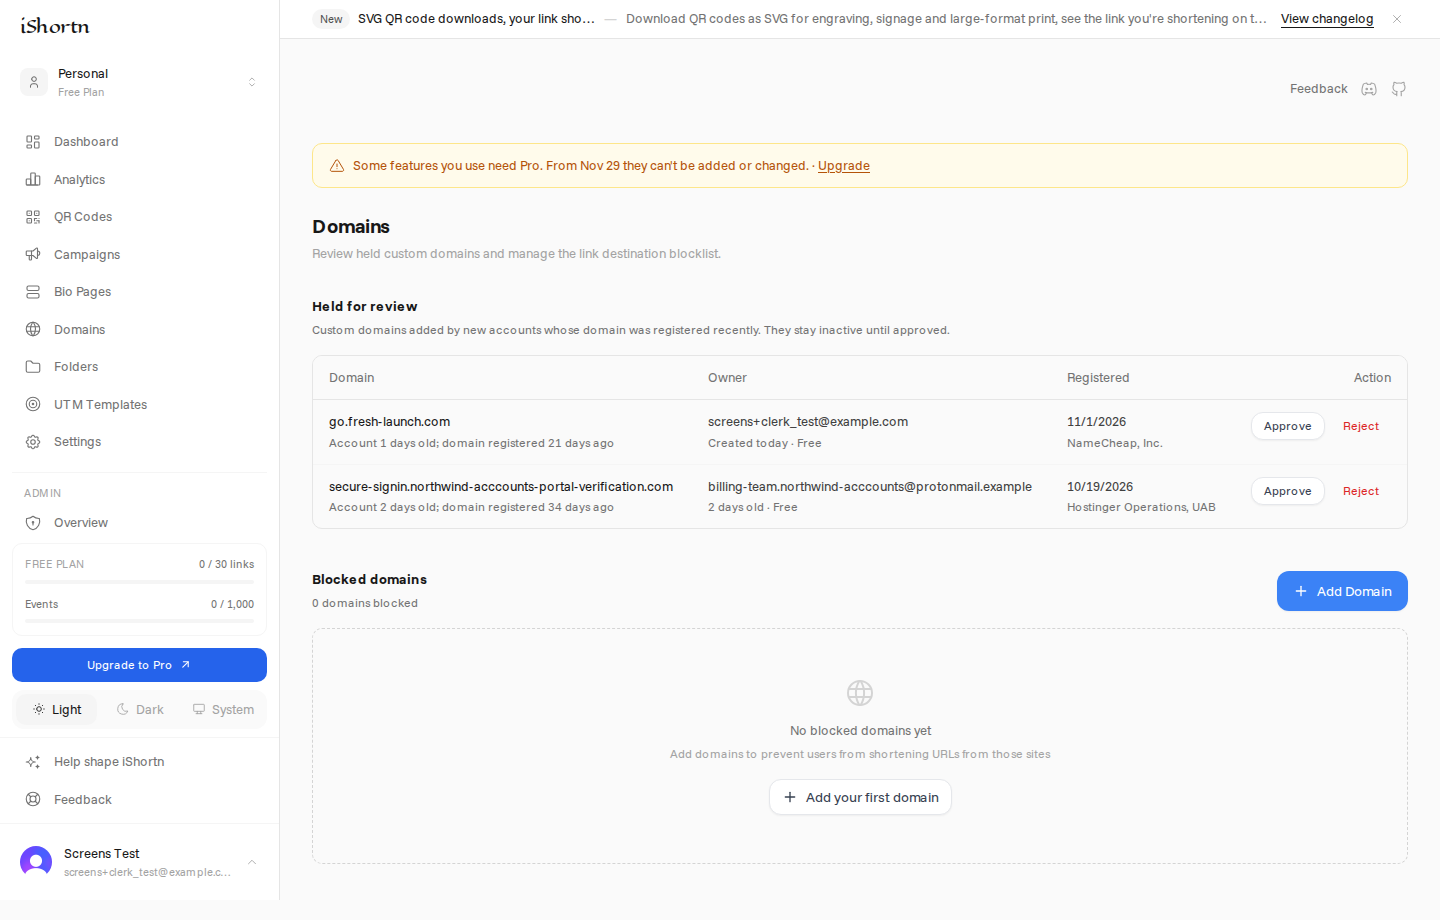 iShortn
Personal
Free Plan
Dashboard
Analytics
QR Codes
Campaigns
Bio Pages
Domains
Folders
UTM Templates
Settings
ADMIN
Overview
FREE PLAN 0 / 30 links
Events 0 / 1,000
Upgrade to Pro
Light Dark System
Help shape iShortn
Feedback
Screens Test
screens+clerk_test@example.c...
New SVG QR code downloads, your link sho... — Download QR codes as SVG for engraving, signage and large-format print, see the link you're shortening on t... View changelog
Feedback
Some features you use need Pro. From Nov 29 they can't be added or changed. · Upgrade
Domains
Review held custom domains and manage the link destination blocklist.
Held for review
Custom domains added by new accounts whose domain was registered recently. They stay inactive until approved.
Domain Owner Registered Action
go.fresh-launch.com screens+clerk_test@example.com 11/1/2026 Approve Reject
Account 1 days old; domain registered 21 days ago Created today · Free NameCheap, Inc.
secure-signin.northwind-acccounts-portal-verification.com billing-team.northwind-acccounts@protonmail.example 10/19/2026 Approve Reject
Account 2 days old; domain registered 34 days ago 2 days old · Free Hostinger Operations, UAB
Blocked domains
0 domains blocked
Add Domain
No blocked domains yet
Add domains to prevent users from shortening URLs from those sites
Add your first domain